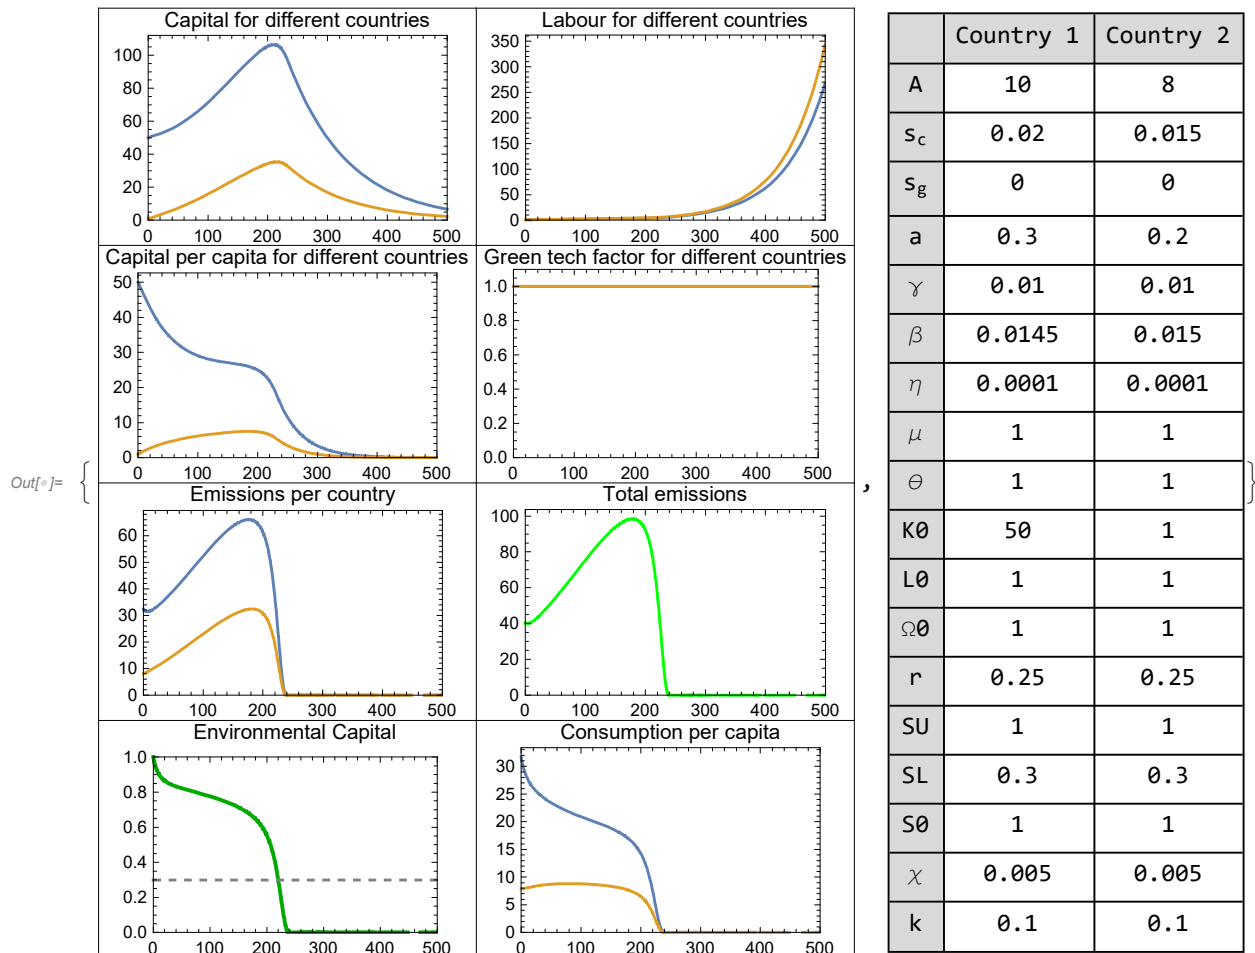 Out[•]=
{
Capital for different countries
100
80
60
40
20
0
0 100 200 300 400 500
Labour for different countries
350
300
250
200
150
100
50
0
0 100 200 300 400 500
Capital per capita for different countries
50
40
30
20
10
0
0 100 200 300 400 500
Green tech factor for different countries
1.0
0.8
0.6
0.4
0.2
0.0
0 100 200 300 400 500
Emissions per country
60
50
40
30
20
10
0
0 100 200 300 400 500
Total emissions
100
80
60
40
20
0
0 100 200 300 400 500
Environmental Capital
1.0
0.8
0.6
0.4
0.2
0.0
0 100 200 300 400 500
Consumption per capita
30
25
20
15
10
5
0
0 100 200 300 400 500
,
Country 1 Country 2
A 10 8
s_c 0.02 0.015
s_g 0 0
a 0.3 0.2
γ 0.01 0.01
β 0.0145 0.015
η 0.0001 0.0001
μ 1 1
θ 1 1
K0 50 1
L0 1 1
Ω0 1 1
r 0.25 0.25
SU 1 1
SL 0.3 0.3
S0 1 1
χ 0.005 0.005
k 0.1 0.1
}